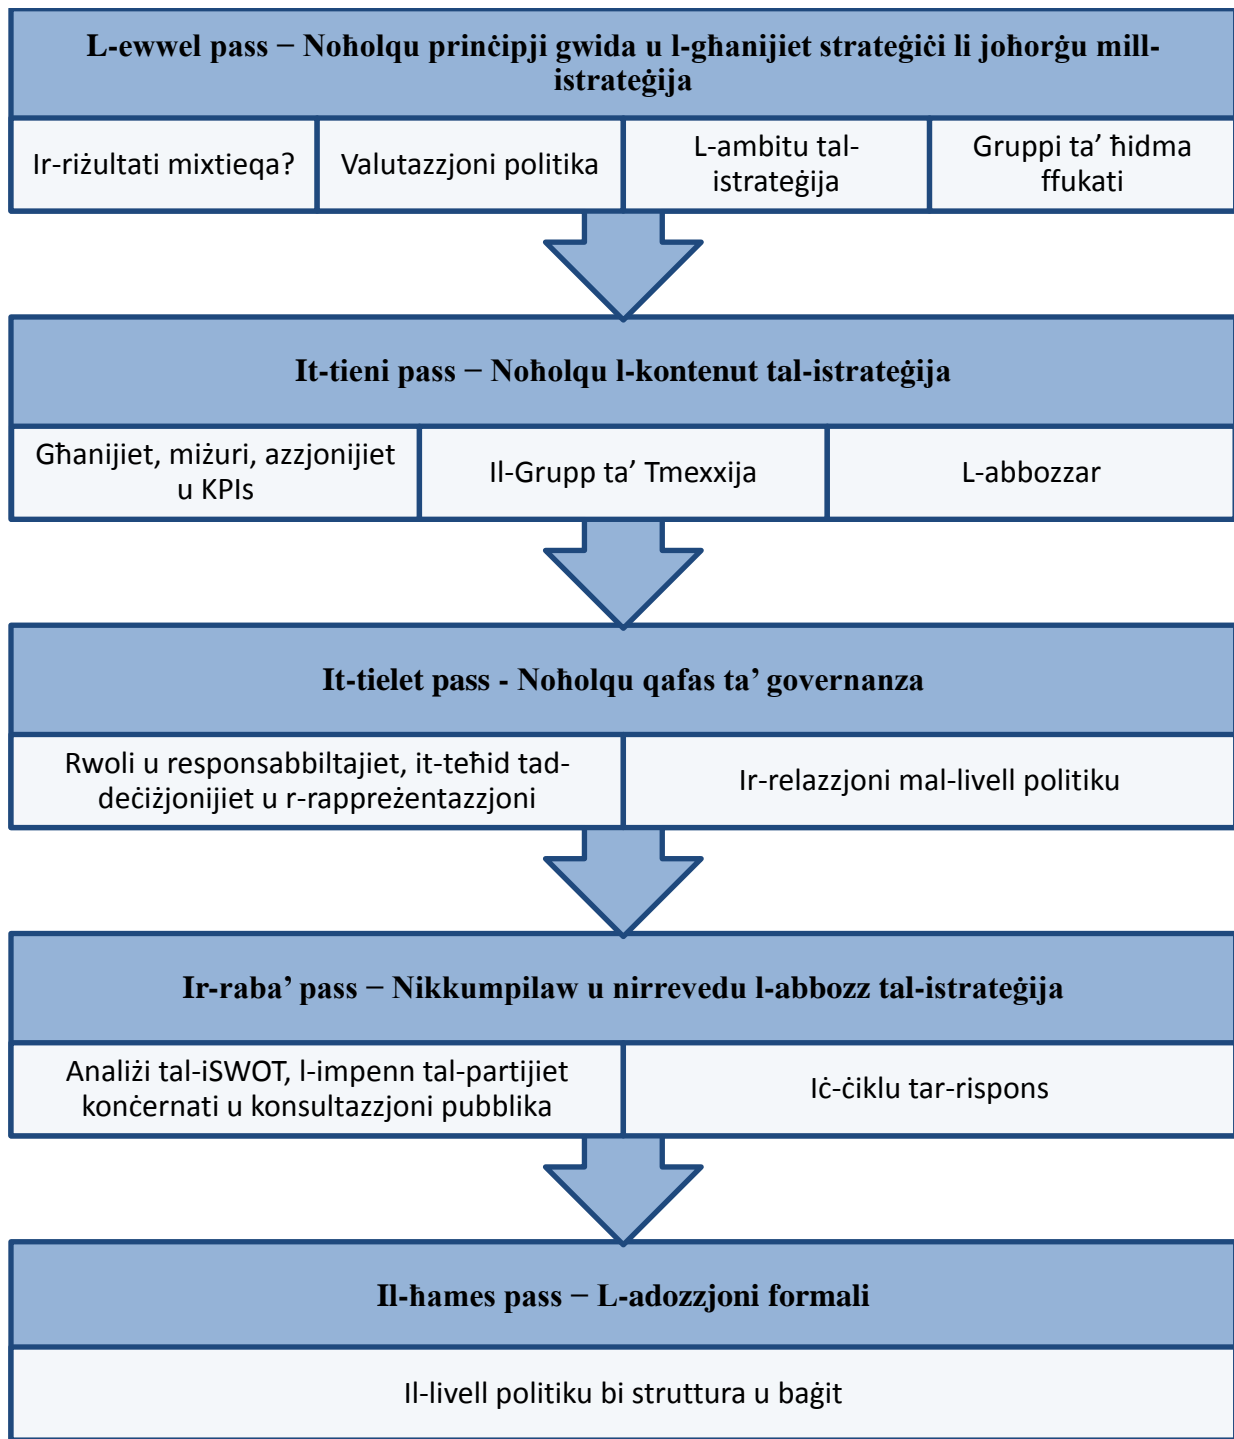 L-ewwel pass – Noħolqu prinċipji gwida u l-għanijiet strateġiċi li joħorġu mill-
istrateġija
Ir-riżultati mixtieqa?
Valutazzjoni politika
L-ambitu tal-
istrateġija
Gruppi ta’ ħidma
ffukati
It-tieni pass – Noħolqu l-kontenut tal-istrateġija
Għanijiet, miżuri, azzjonijiet
u KPIs
Il-Grupp ta’ Tmexxija
L-abbozzar
It-tielet pass - Noħolqu qafas ta’ governanza
Rwoli u responsabbiltajiet, it-teħid tad-
deċiżjonijiet u r-rappreżentazzjoni
Ir-relazzjoni mal-livell politiku
Ir-raba’ pass – Nikkumpilaw u nirrevedu l-abbozz tal-istrateġija
Analiżi tal-iSWOT, l-impenn tal-partijiet
konċernati u konsultazzjoni pubblika
Iċ-ċiklu tar-rispons
Il-ħames pass – L-adozzjoni formali
Il-livell politiku bi struttura u baġit